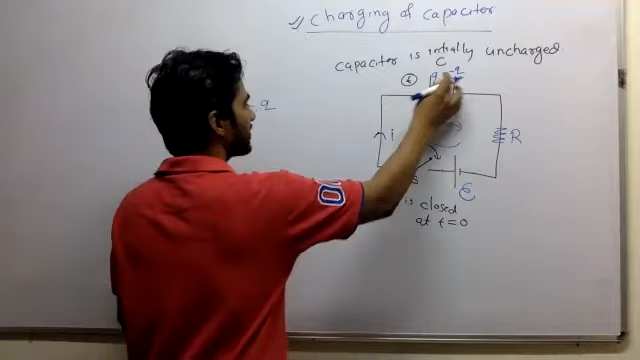 Charging of capacitor
capacitor is initially uncharged.
C
t q -q
q
i R
S
ε
is closed
at t=0